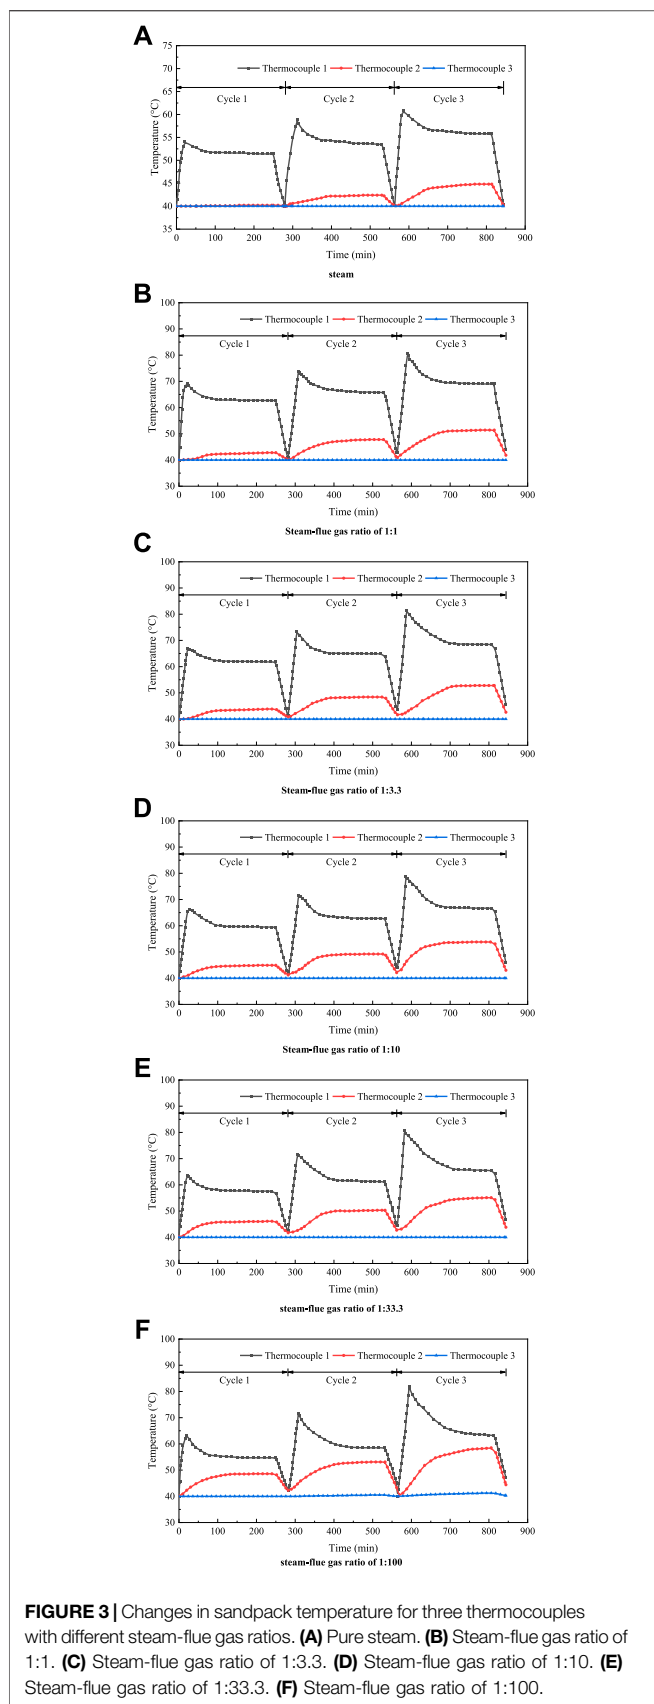 A
Thermocouple 1 Thermocouple 2 Thermocouple 3
Cycle 1 Cycle 2 Cycle 3
Temperature (°C)
75
70
65
60
55
50
45
40
35
0 100 200 300 400 500 600 700 800 900
Time (min)
steam
B
Thermocouple 1 Thermocouple 2 Thermocouple 3
Cycle 1 Cycle 2 Cycle 3
Temperature (°C)
100
90
80
70
60
50
40
30
0 100 200 300 400 500 600 700 800 900
Time (min)
Steam-flue gas ratio of 1:1
C
Thermocouple 1 Thermocouple 2 Thermocouple 3
Cycle 1 Cycle 2 Cycle 3
Temperature (°C)
100
90
80
70
60
50
40
30
0 100 200 300 400 500 600 700 800 900
Time (min)
Steam-flue gas ratio of 1:3.3
D
Thermocouple 1 Thermocouple 2 Thermocouple 3
Cycle 1 Cycle 2 Cycle 3
Temperature (°C)
100
90
80
70
60
50
40
30
0 100 200 300 400 500 600 700 800 900
Time (min)
Steam-flue gas ratio of 1:10
E
Thermocouple 1 Thermocouple 2 Thermocouple 3
Cycle 1 Cycle 2 Cycle 3
Temperature (°C)
100
90
80
70
60
50
40
30
0 100 200 300 400 500 600 700 800 900
Time (min)
steam-flue gas ratio of 1:33.3
F
Thermocouple 1 Thermocouple 2 Thermocouple 3
Cycle 1 Cycle 2 Cycle 3
Temperature (°C)
100
90
80
70
60
50
40
30
0 100 200 300 400 500 600 700 800 900
Time (min)
steam-flue gas ratio of 1:100
FIGURE 3 | Changes in sandpack temperature for three thermocouples
with different steam-flue gas ratios. (A) Pure steam. (B) Steam-flue gas ratio of
1:1. (C) Steam-flue gas ratio of 1:3.3. (D) Steam-flue gas ratio of 1:10. (E)
Steam-flue gas ratio of 1:33.3. (F) Steam-flue gas ratio of 1:100.